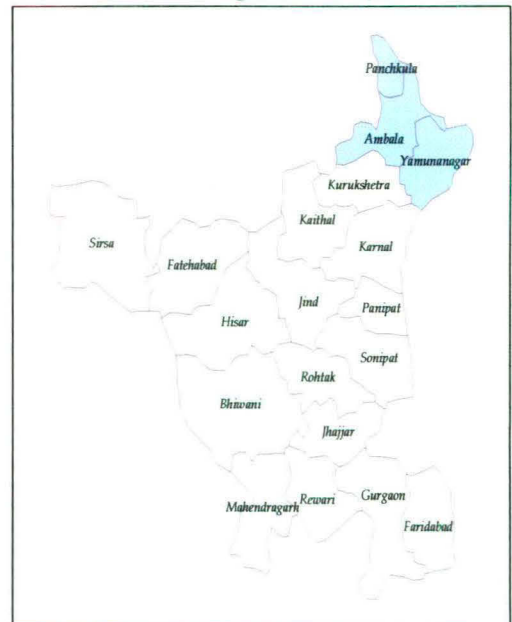 Panchkula
Ambala
Yamunanagar
Kurukshetra
Kaithal
Sirsa
Karnal
Fatehabad
Jind
Panipat
Hisar
Sonipat
Rohtak
Bhiwani
Jhajjar
Mahendragarh
Rewari
Gurgaon
Faridabad